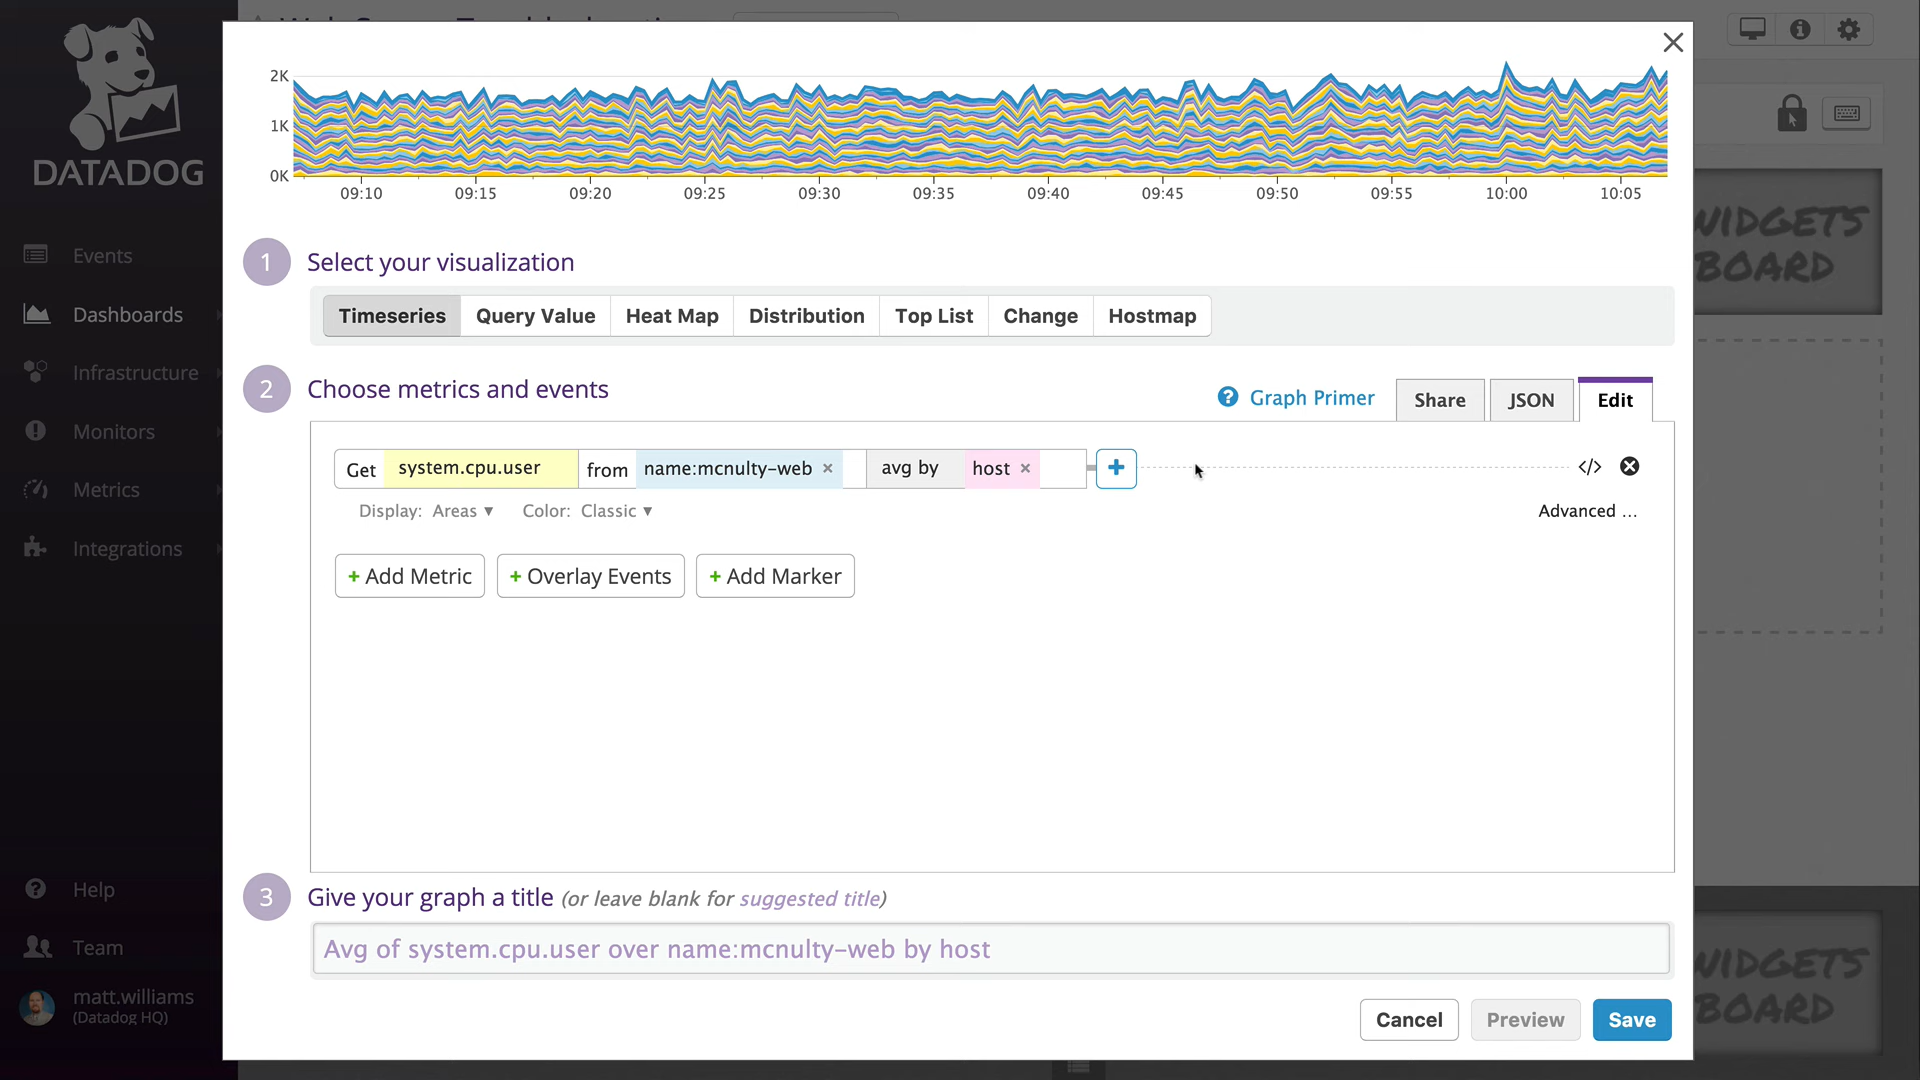 DATADOG
Events
Dashboards
Infrastructure
Monitors
Metrics
Integrations
Help
Team
matt.williams
(Datadog HQ)
2K
1K
0K
09:10 09:15 09:20 09:25 09:30 09:35 09:40 09:45 09:50 09:55 10:00 10:05
1 Select your visualization
Timeseries Query Value Heat Map Distribution Top List Change Hostmap
2 Choose metrics and events
? Graph Primer Share JSON Edit
Get system.cpu.user from name:mcnulty-web × avg by host × + </>
Display: Areas ▾ Color: Classic ▾ Advanced ...
+ Add Metric + Overlay Events + Add Marker
3 Give your graph a title (or leave blank for suggested title)
Avg of system.cpu.user over name:mcnulty-web by host
Cancel Preview Save
WIDGETS
BOARD
WIDGETS
BOARD